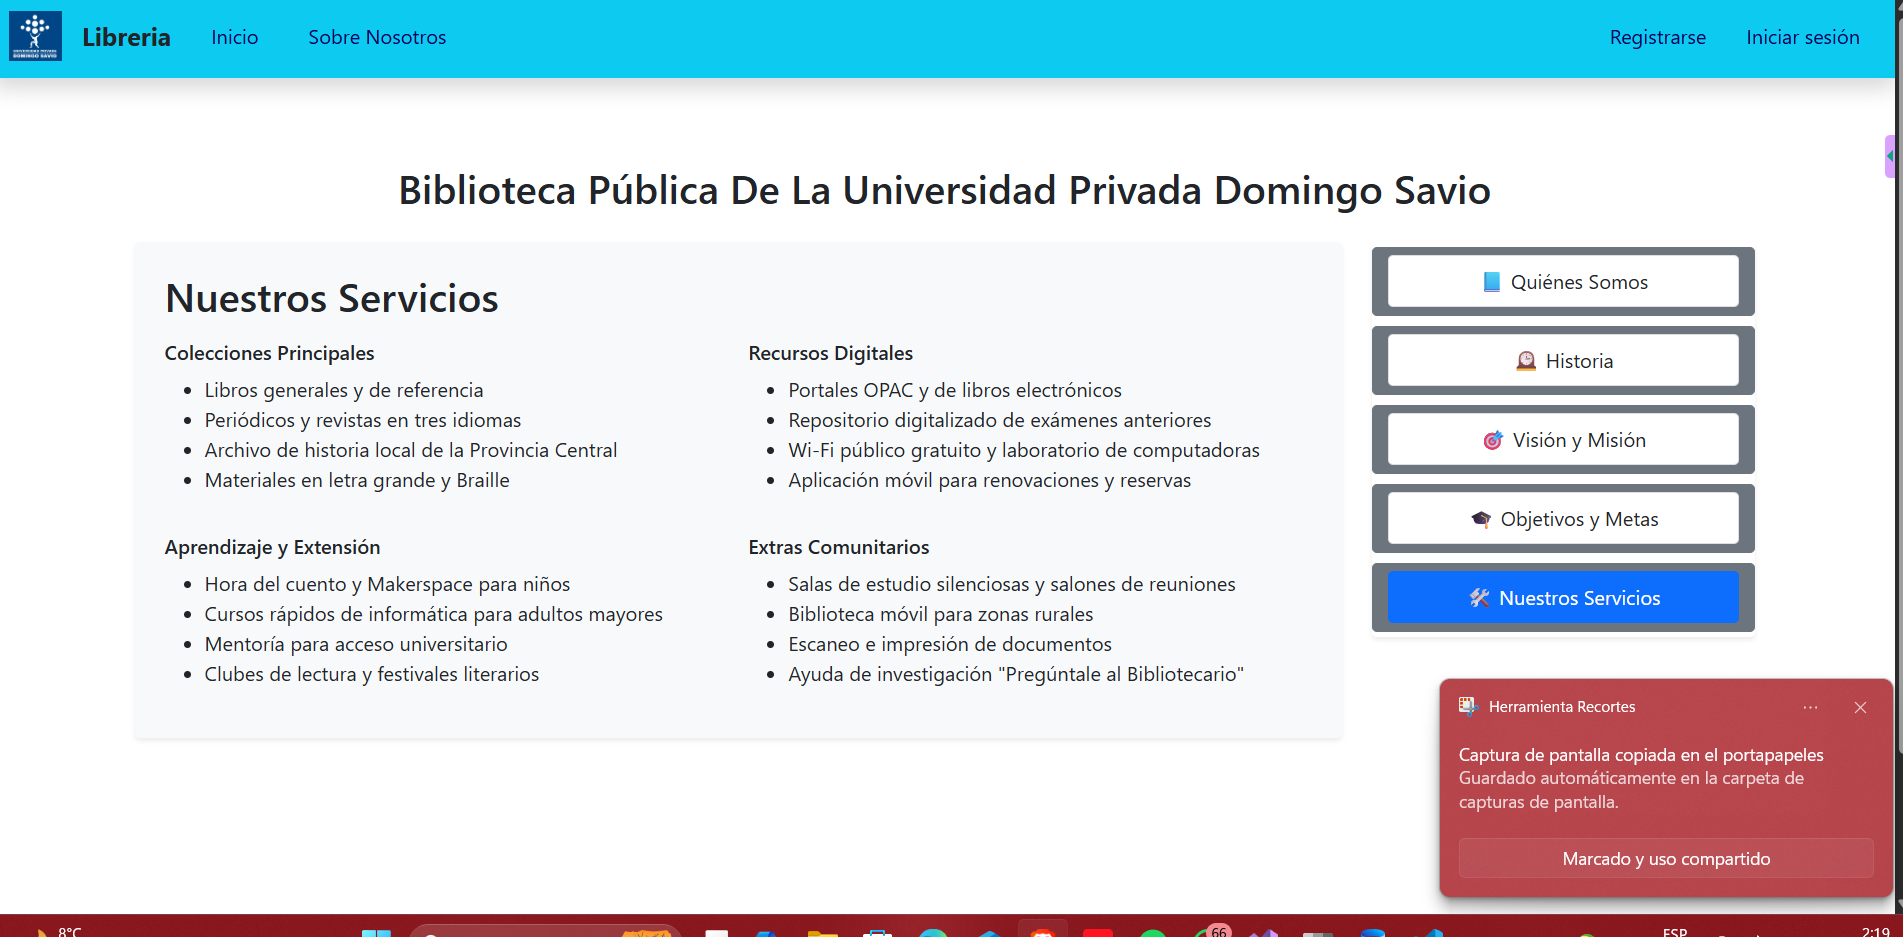 UNIVERSIDAD PRIVADA
DOMINGO SAVIO
Libreria
Inicio
Sobre Nosotros
Registrarse
Iniciar sesión
Biblioteca Pública De La Universidad Privada Domingo Savio
Nuestros Servicios
Colecciones Principales
Libros generales y de referencia
Periódicos y revistas en tres idiomas
Archivo de historia local de la Provincia Central
Materiales en letra grande y Braille
Recursos Digitales
Portales OPAC y de libros electrónicos
Repositorio digitalizado de exámenes anteriores
Wi-Fi público gratuito y laboratorio de computadoras
Aplicación móvil para renovaciones y reservas
Aprendizaje y Extensión
Hora del cuento y Makerspace para niños
Cursos rápidos de informática para adultos mayores
Mentoría para acceso universitario
Clubes de lectura y festivales literarios
Extras Comunitarios
Salas de estudio silenciosas y salones de reuniones
Biblioteca móvil para zonas rurales
Escaneo e impresión de documentos
Ayuda de investigación "Pregúntale al Bibliotecario"
Quiénes Somos
Historia
Visión y Misión
Objetivos y Metas
Nuestros Servicios
Herramienta Recortes
Captura de pantalla copiada en el portapapeles
Guardado automáticamente en la carpeta de
capturas de pantalla.
Marcado y uso compartido
8°C
66
ESP
2:19